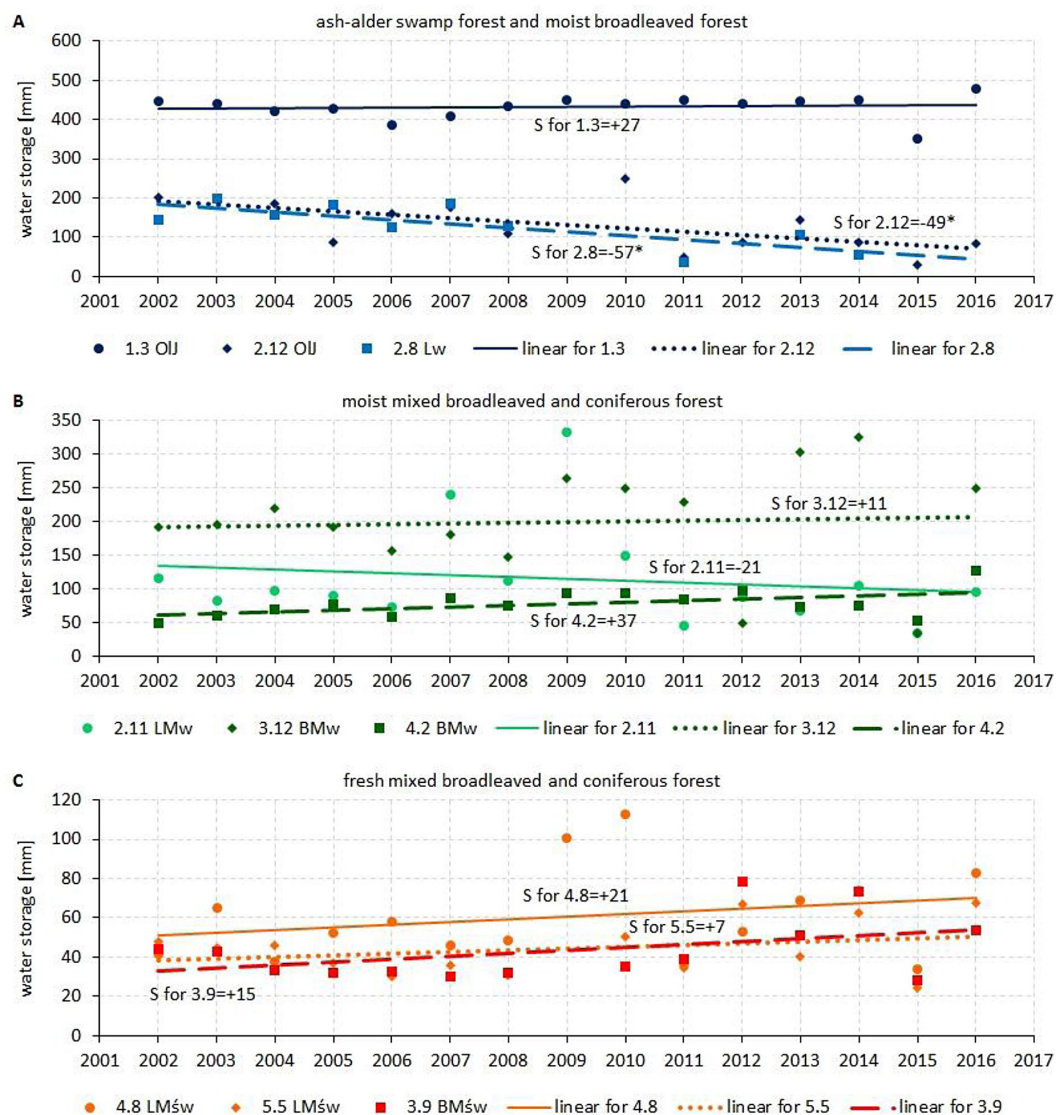 A ash-alder swamp forest and moist broadleaved forest
water storage [mm]
600
500
400
300
200
100
0
S for 1.3=+27
S for 2.12=-49*
S for 2.8=-57*
2001 2002 2003 2004 2005 2006 2007 2008 2009 2010 2011 2012 2013 2014 2015 2016 2017
1.3 OlJ 2.12 OlJ 2.8 Lw linear for 1.3 linear for 2.12 linear for 2.8
B moist mixed broadleaved and coniferous forest
water storage [mm]
350
300
250
200
150
100
50
0
S for 3.12=+11
S for 2.11=-21
S for 4.2=+37
2001 2002 2003 2004 2005 2006 2007 2008 2009 2010 2011 2012 2013 2014 2015 2016 2017
2.11 LMw 3.12 BMw 4.2 BMw linear for 2.11 linear for 3.12 linear for 4.2
C fresh mixed broadleaved and coniferous forest
water storage [mm]
120
100
80
60
40
20
0
S for 4.8=+21
S for 5.5=+7
S for 3.9=+15
2001 2002 2003 2004 2005 2006 2007 2008 2009 2010 2011 2012 2013 2014 2015 2016 2017
4.8 LMśw 5.5 LMśw 3.9 BMśw linear for 4.8 linear for 5.5 linear for 3.9